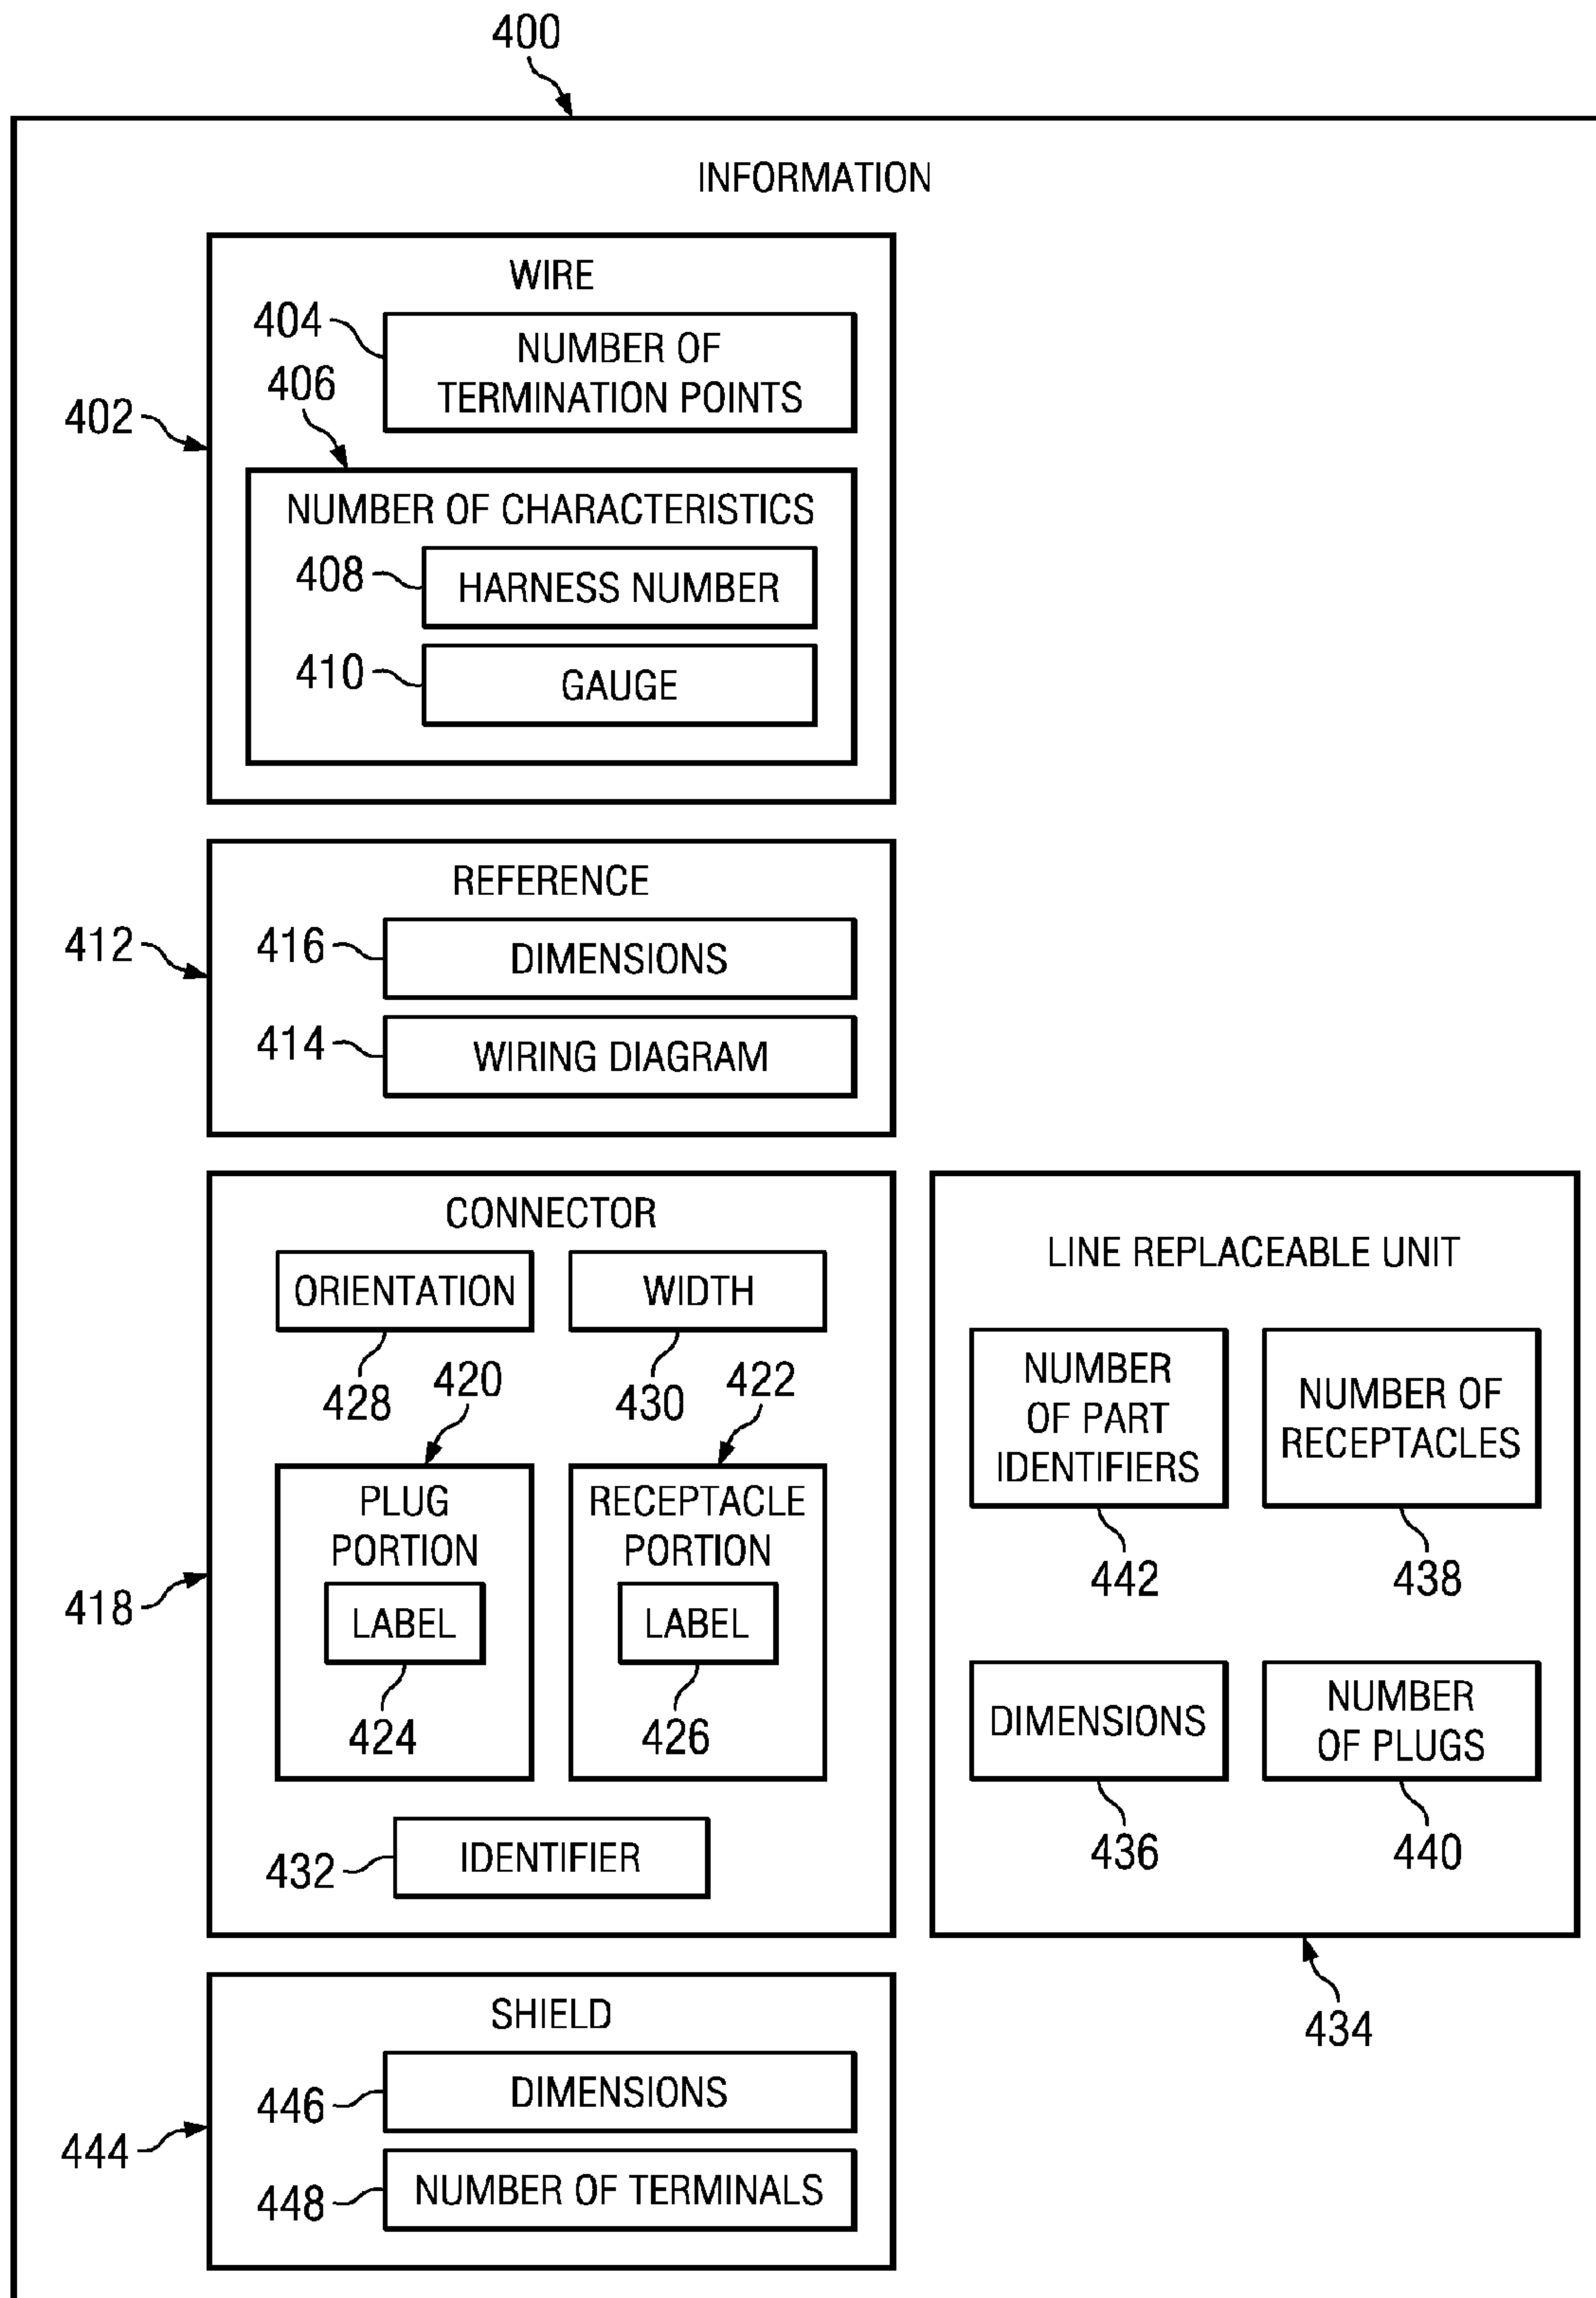 400
INFORMATION
WIRE
404
NUMBER OF
TERMINATION POINTS
406
402
NUMBER OF CHARACTERISTICS
408
HARNESS NUMBER
410
GAUGE
REFERENCE
412
416
DIMENSIONS
414
WIRING DIAGRAM
CONNECTOR
ORIENTATION
WIDTH
428
420
430
422
PLUG
PORTION
RECEPTACLE
PORTION
418
LABEL
LABEL
424
426
432
IDENTIFIER
LINE REPLACEABLE UNIT
NUMBER
OF PART
IDENTIFIERS
NUMBER OF
RECEPTACLES
442
438
DIMENSIONS
NUMBER
OF PLUGS
436
440
434
SHIELD
446
DIMENSIONS
444
448
NUMBER OF TERMINALS